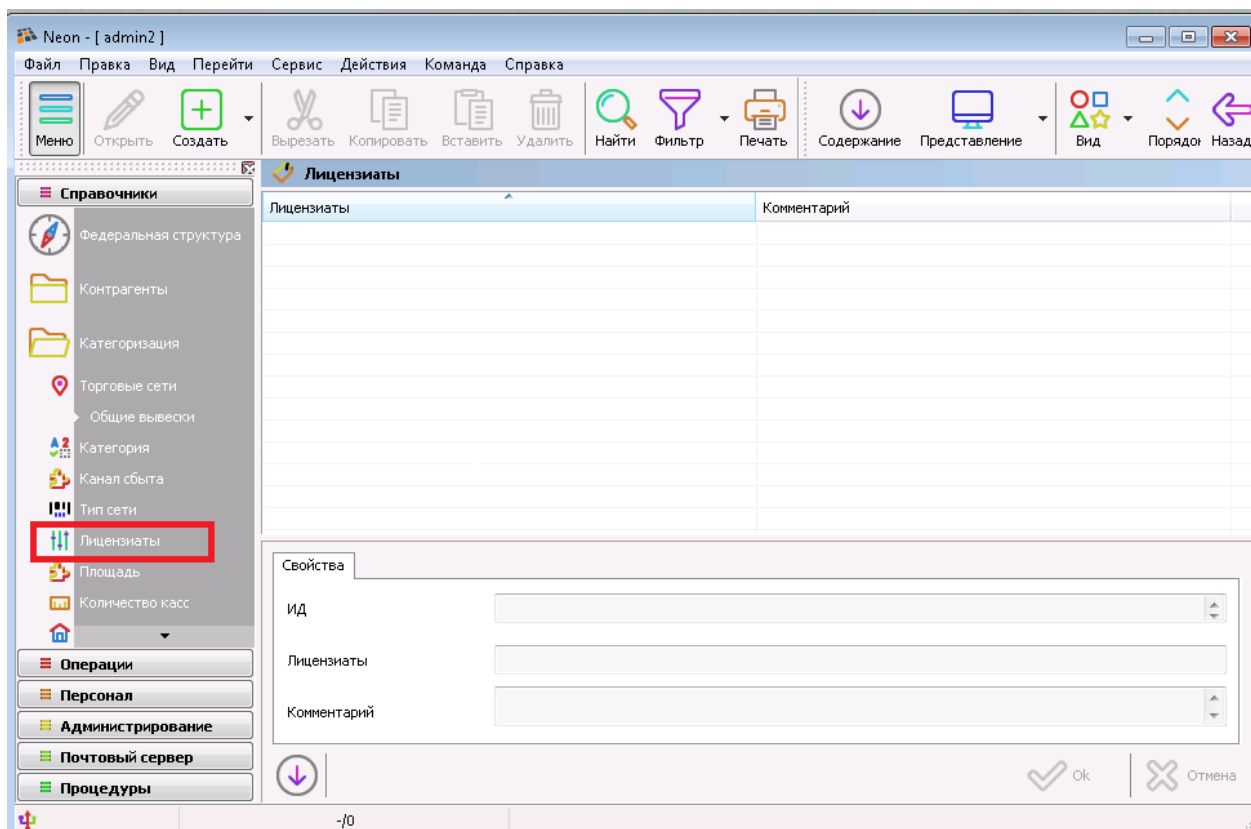 Neon - [ admin2 ]
Файл Правка Вид Перейти Сервис Действия Команда Справка
Меню Открыть Создать Вырезать Копировать Вставить Удалить Найти Фильтр Печать Содержание Представление Вид Порядок Назад
Справочники
Федеральная структура
Контрагенты
Категоризация
Торговые сети
Общие вывески
Категория
Канал сбыта
Тип сети
Лицензиаты
Площадь
Количество касс
Операции
Персонал
Администрирование
Почтовый сервер
Процедуры
Лицензиаты
Лицензиаты Комментарий
Свойства
ИД
Лицензиаты
Комментарий
Ok Отмена
-/0